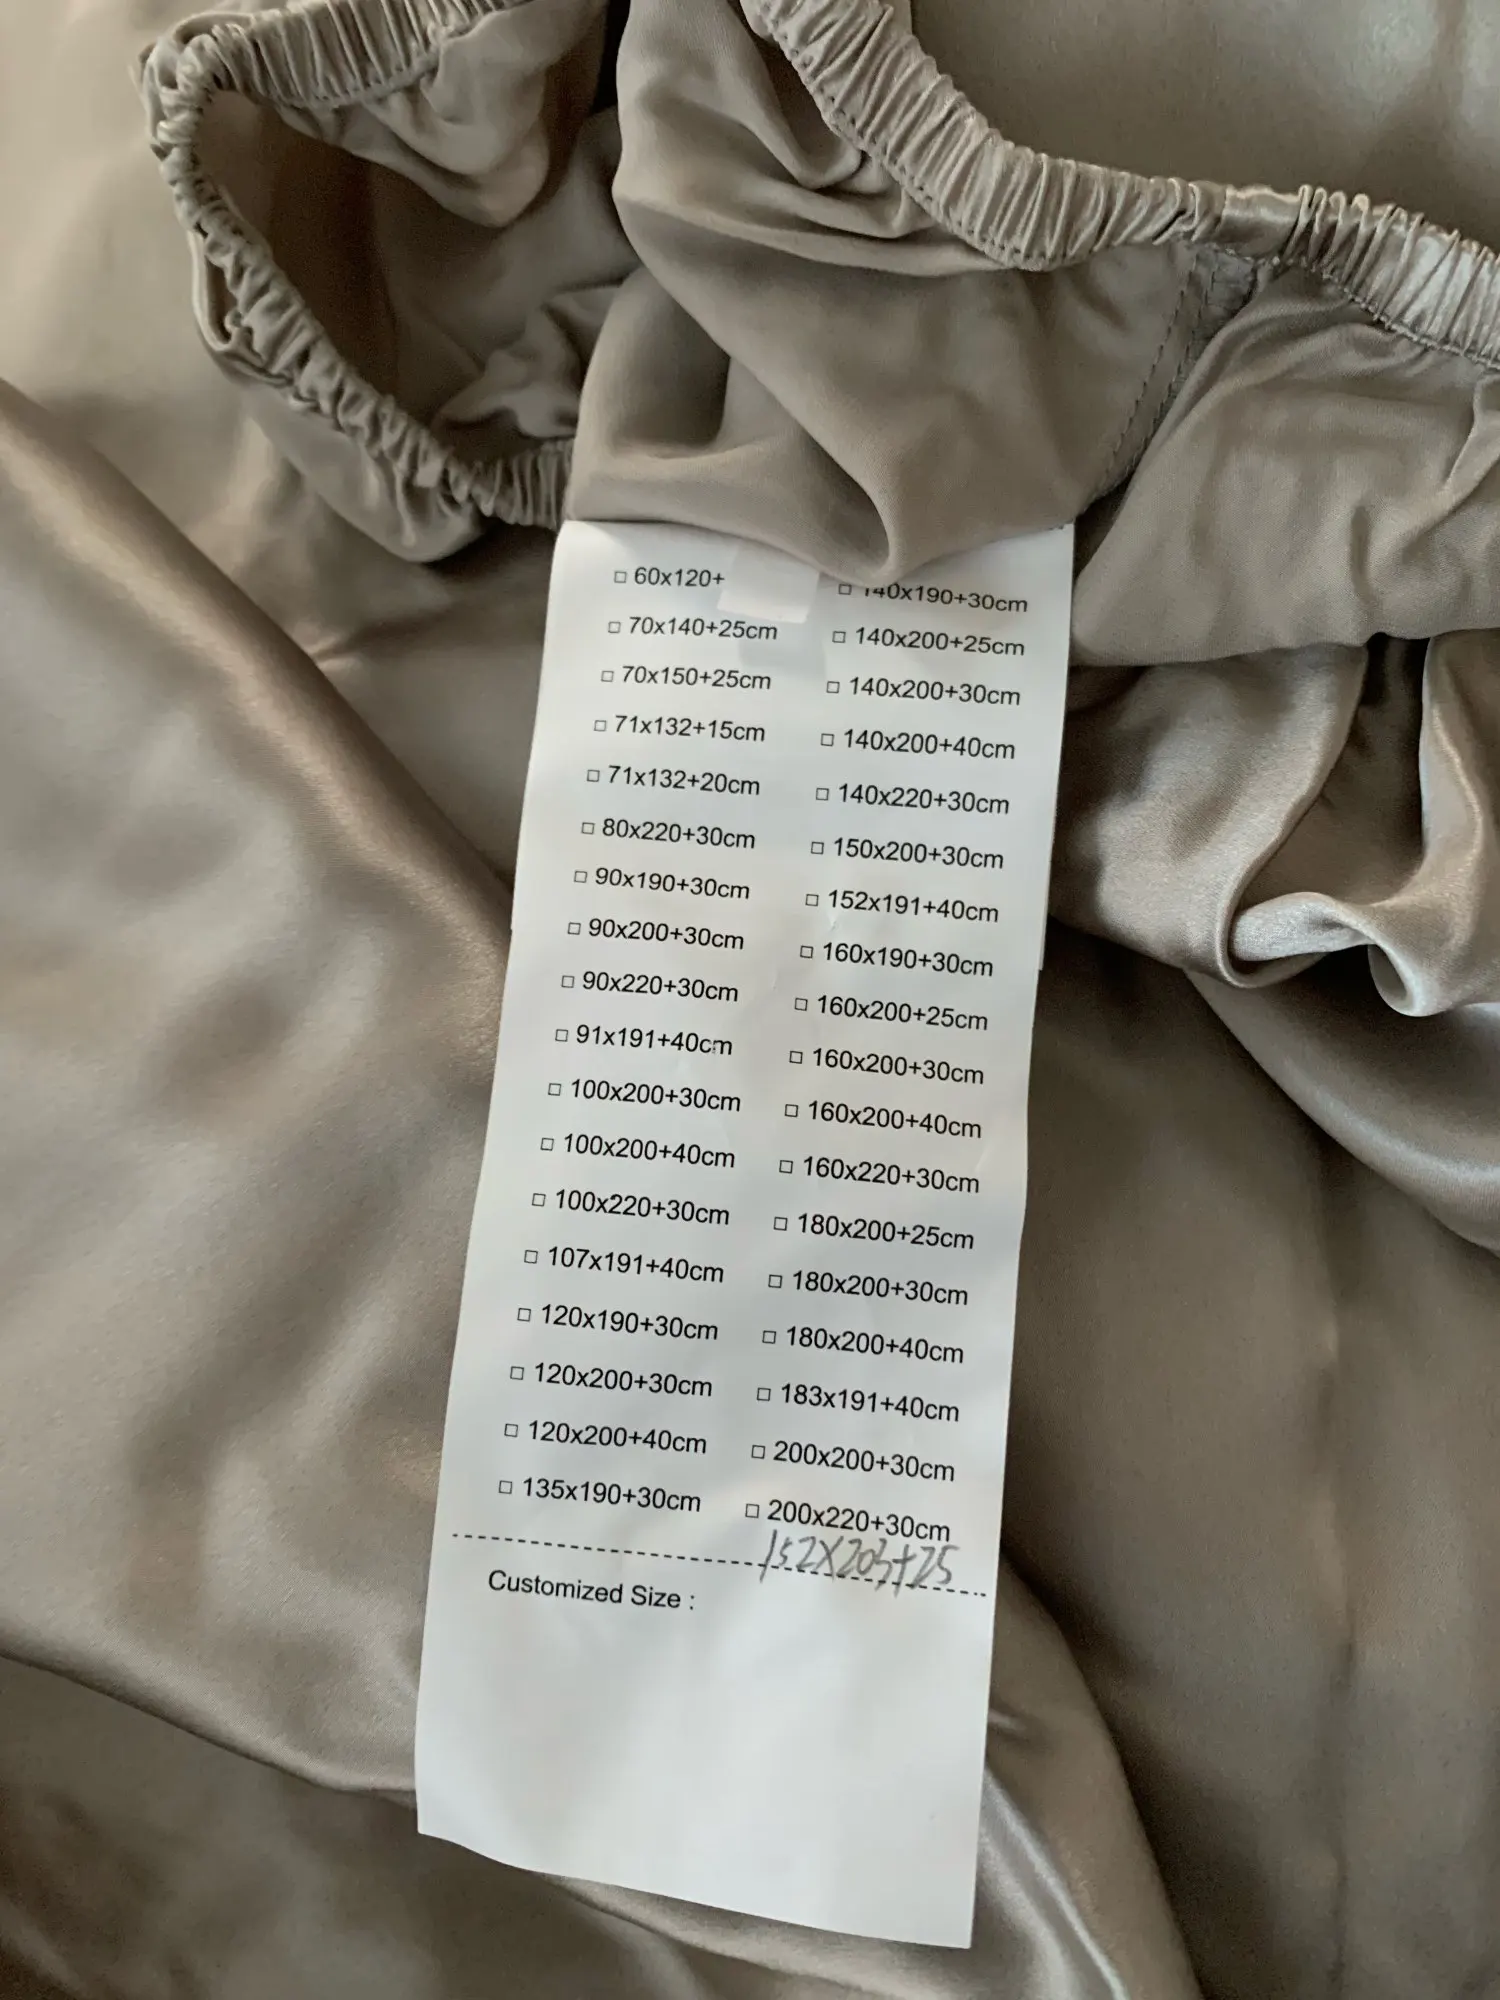 □ 60x120+
□ 70x140+25cm
□ 70x150+25cm
□ 71x132+15cm
□ 71x132+20cm
□ 80x220+30cm
□ 90x190+30cm
□ 90x200+30cm
□ 90x220+30cm
□ 91x191+40cm
□ 100x200+30cm
□ 100x200+40cm
□ 100x220+30cm
□ 107x191+40cm
□ 120x190+30cm
□ 120x200+30cm
□ 120x200+40cm
□ 135x190+30cm
□ 140x190+30cm
□ 140x200+25cm
□ 140x200+30cm
□ 140x200+40cm
□ 140x220+30cm
□ 150x200+30cm
□ 152x191+40cm
□ 160x190+30cm
□ 160x200+25cm
□ 160x200+30cm
□ 160x200+40cm
□ 160x220+30cm
□ 180x200+25cm
□ 180x200+30cm
□ 180x200+40cm
□ 183x191+40cm
□ 200x200+30cm
□ 200x220+30cm
152X203+25
Customized Size :